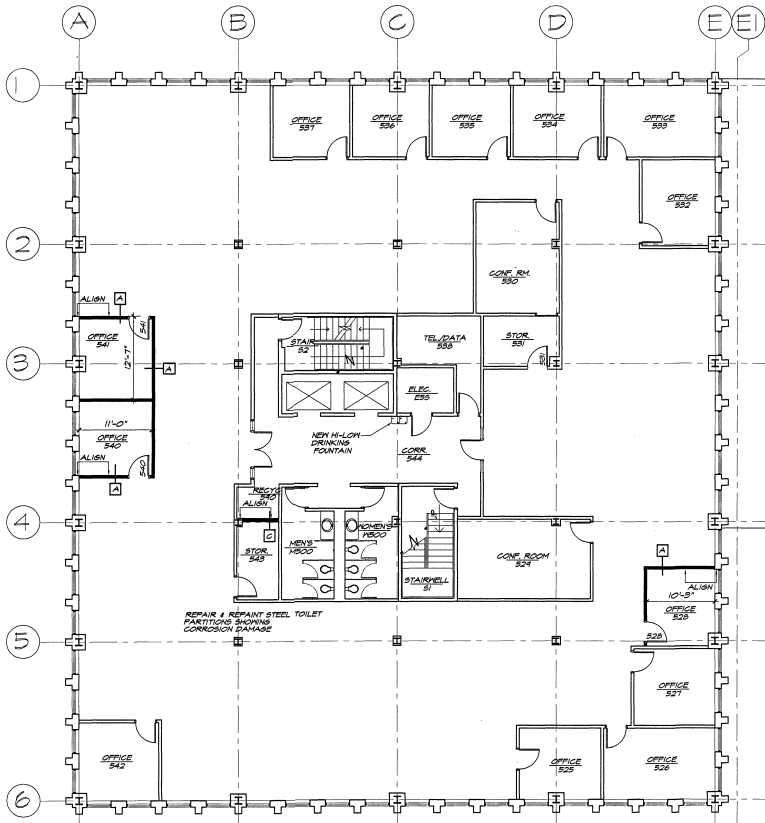 A B C D E E1
1
OFFICE
537
OFFICE
536
OFFICE
535
OFFICE
534
OFFICE
533
OFFICE
532
2
CONF. RM.
530
ALIGN
A
541
OFFICE
541
12'-7"
A
STAIR
S2
TEL/DATA
538
STOR.
531
531
3
ELEC.
E55
11'-0"
OFFICE
540
ALIGN
540
A
NEW HI-LOW
DRINKING
FOUNTAIN
CORR.
544
RECYC
540
ALIGN
4
C
STOR.
543
MEN'S
M500
WOMEN'S
W500
UP
STAIRWELL
S1
CONF. ROOM
529
A
ALIGN
10'-3"
OFFICE
528
528
REPAIR & REPAINT STEEL TOILET
PARTITIONS SHOWING
CORROSION DAMAGE
5
OFFICE
527
OFFICE
542
OFFICE
525
OFFICE
526
6